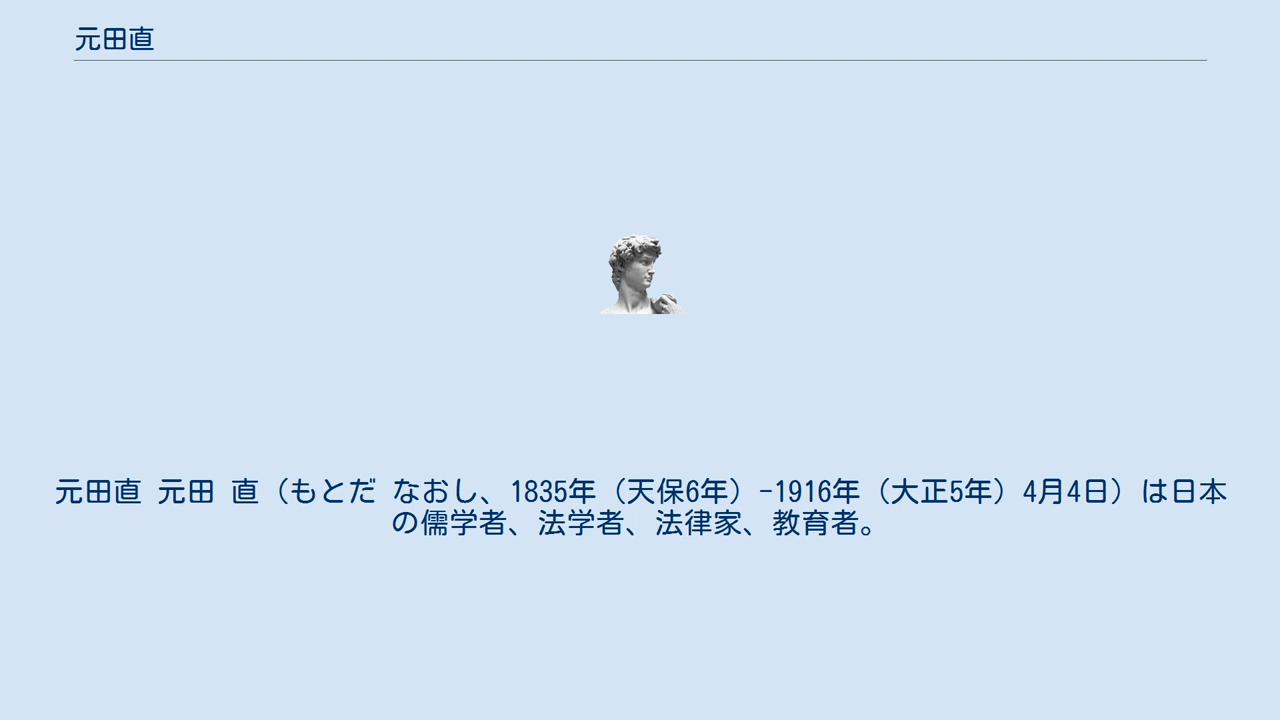 元田直
元田直 元田 直（もとだ なおし、1835年（天保6年）-1916年（大正5年）4月4日）は日本
の儒学者、法学者、法律家、教育者。